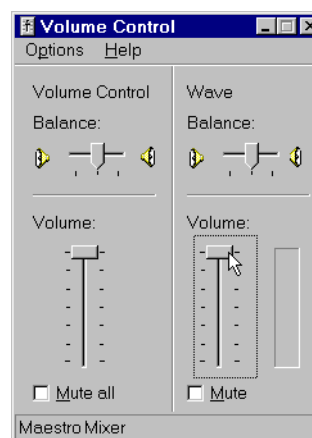 Volume Control
Options Help
Volume Control Wave
Balance: Balance:
Volume: Volume:
Mute all Mute
Maestro Mixer